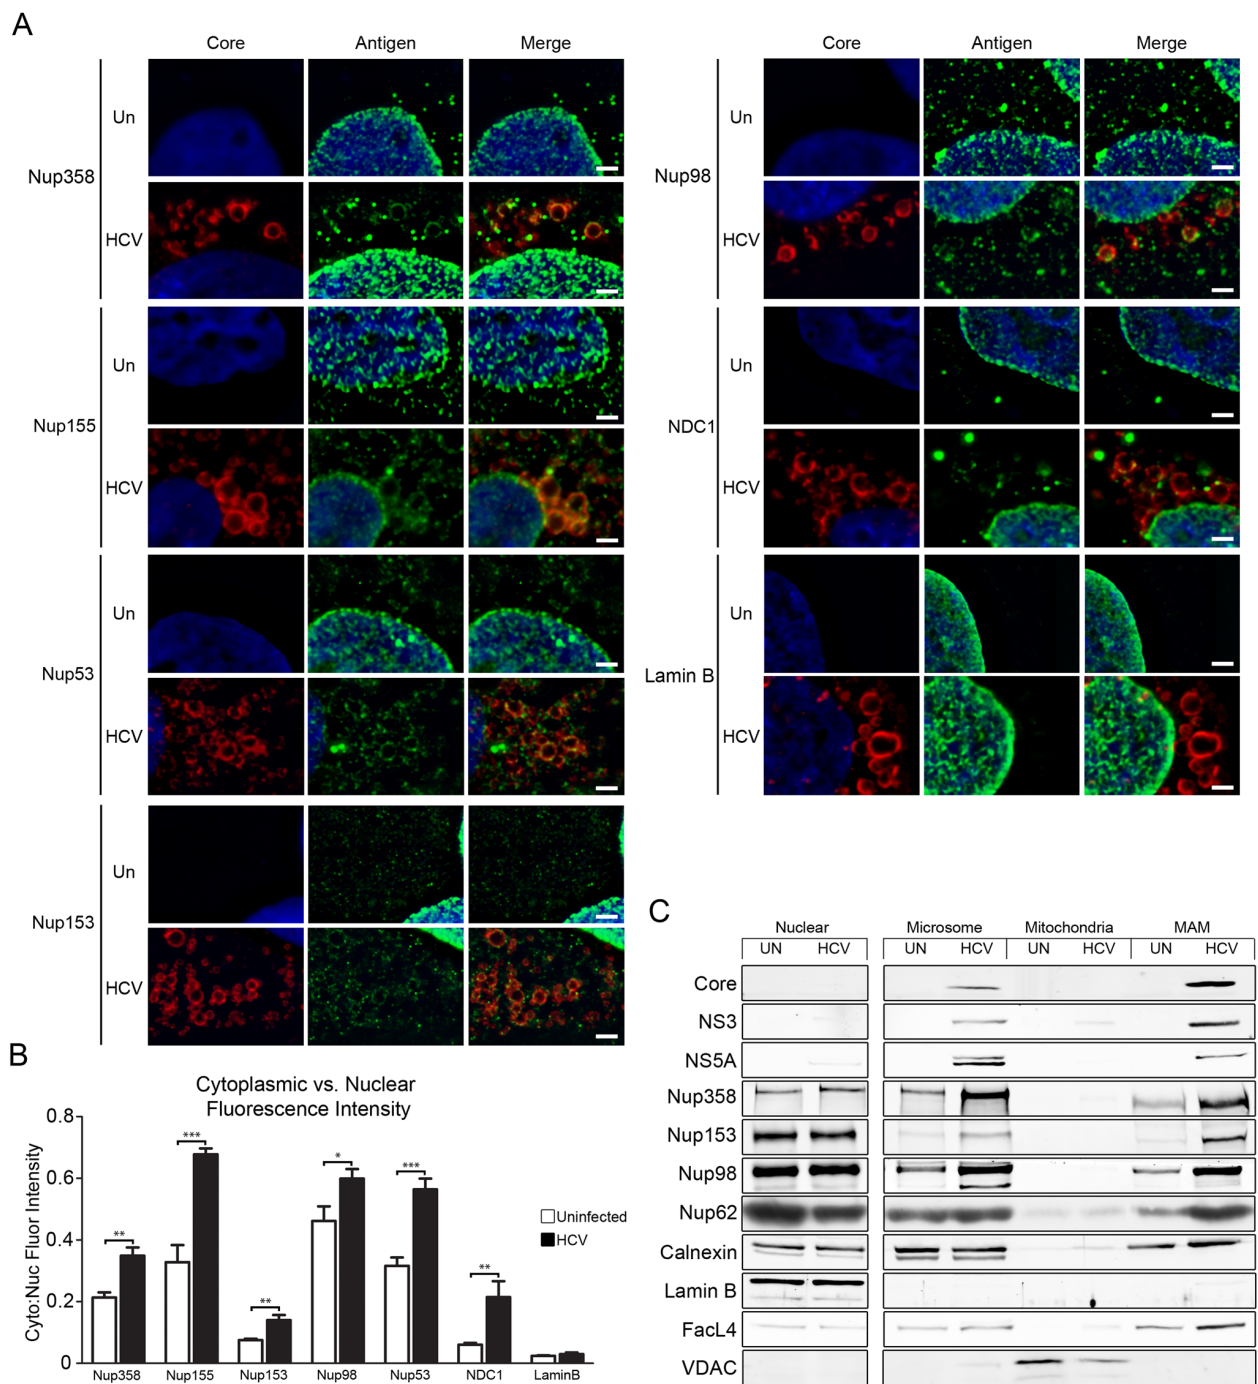 A
Core Antigen Merge
Un
Nup358
HCV
Un
Nup155
HCV
Un
Nup53
HCV
Un
Nup153
HCV
Core Antigen Merge
Un
Nup98
HCV
Un
NDC1
HCV
Un
Lamin B
HCV
B
Cytoplasmic vs. Nuclear
Fluorescence Intensity
Cyto:Nuc Fluor Intensity
0.8
0.6
0.4
0.2
0
** *** ** * *** **
Uninfected
HCV
Nup358 Nup155 Nup153 Nup98 Nup53 NDC1 LaminB
C
Nuclear Microsome Mitochondria MAM
UN HCV UN HCV UN HCV UN HCV
Core
NS3
NS5A
Nup358
Nup153
Nup98
Nup62
Calnexin
Lamin B
FacL4
VDAC